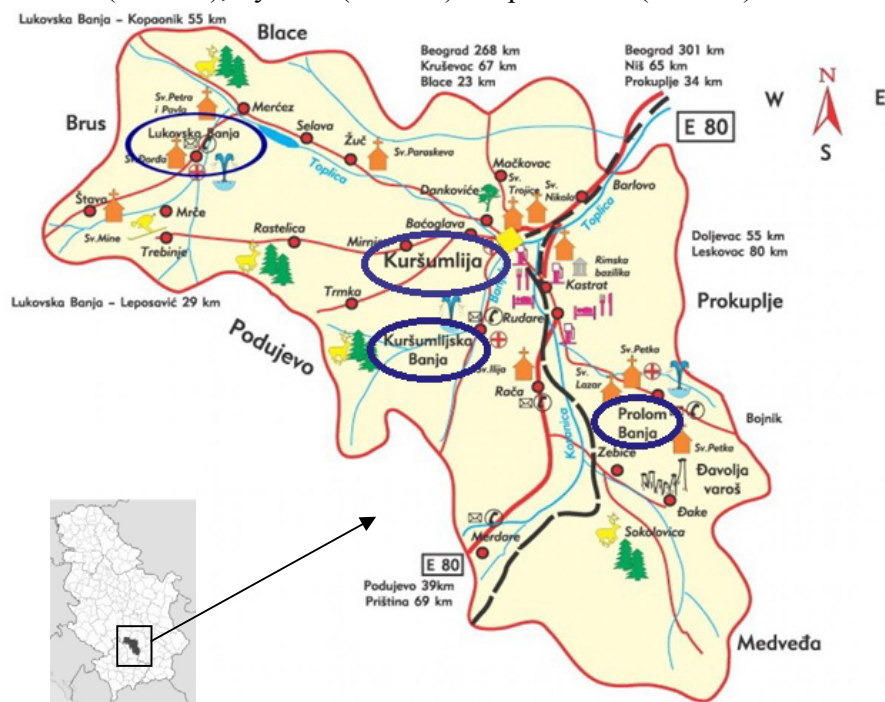 Lukovska Banja – Kopaonik 55 km
Blace
Beograd 268 km
Kruševac 67 km
Blace 23 km
Beograd 301 km
Niš 65 km
Prokuplje 34 km
N
W
E
S
E 80
Brus
Sv.Petra
i Pavla
Merćez
Lukovska Banja
Selova
Žuč
Sv.Paraskeva
Toplica
Mačkovac
Sv.
Trojice
Sv.
Nikola
Barlovo
Toplica
Dankoviće
Štava
Mrče
Sv.Mine
Trebinje
Rastelica
Mirnica
Baćoglava
Kuršumlija
Trmka
Rimska
bazilika
Kastrat
Doljevac 55 km
Leskovac 80 km
Prokuplje
Lukovska Banja – Leposavić 29 km
Podujevo
Kuršumlijska
Banja
Rudare
Sv.Ilija
Rača
Sv.Petka
Sv.
Lazar
Prolom
Banja
Bojnik
Sv.Petka
Žebice
Đavolja
varoš
Đake
Sokolovica
Merdare
E 80
Podujevo 39km
Priština 69 km
Medveđa